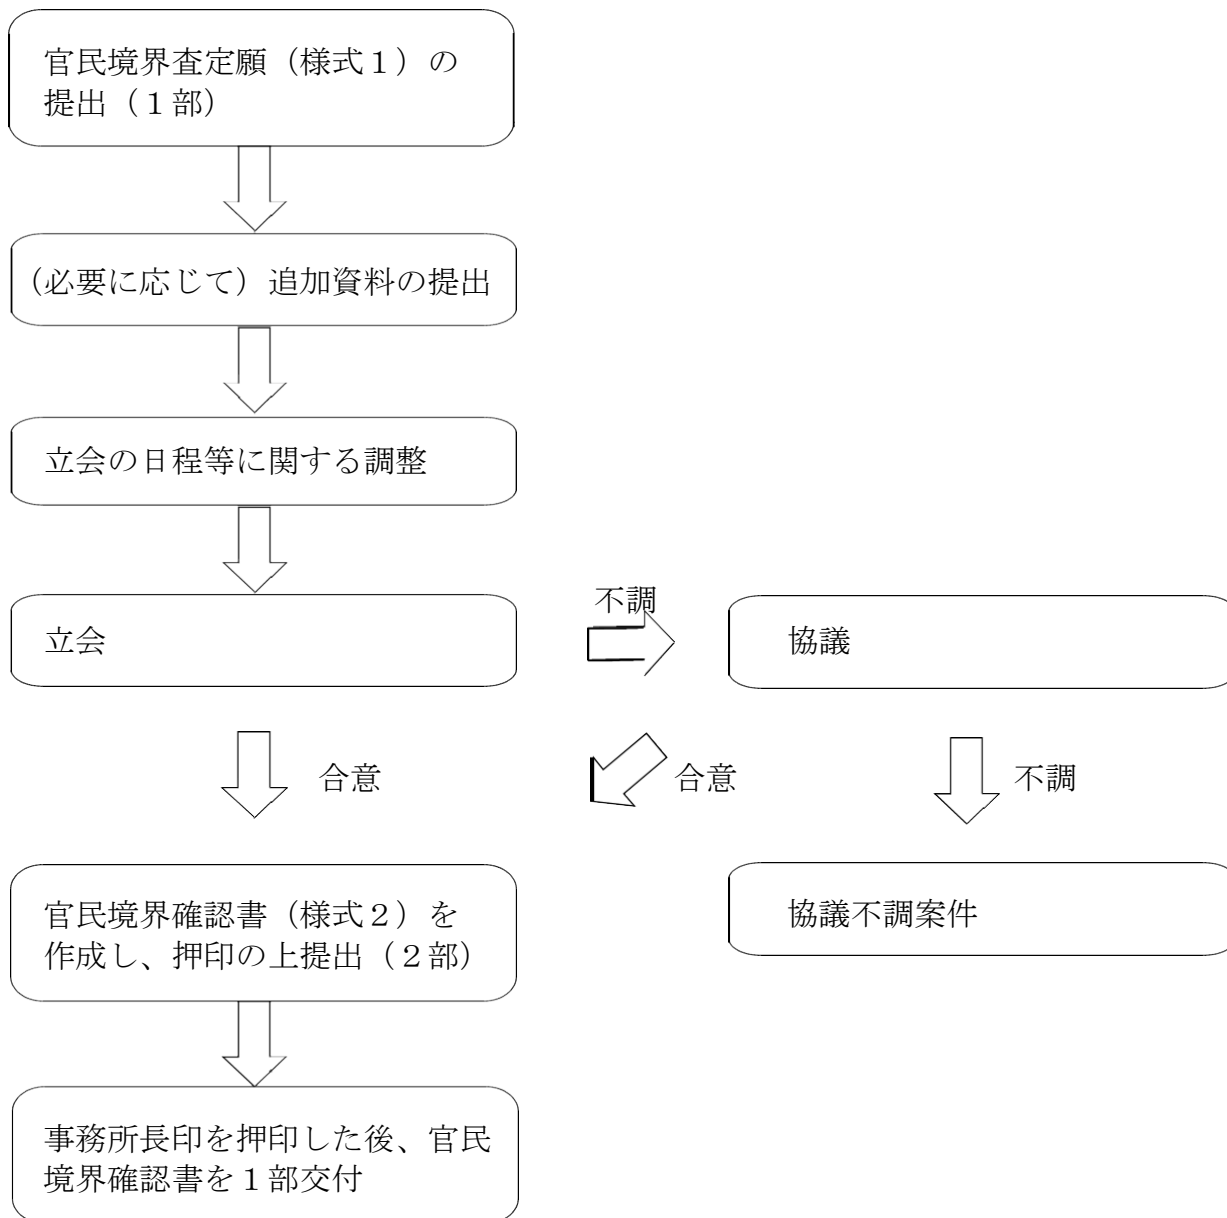 官民境界査定願（様式１）の
提出（１部）
（必要に応じて）追加資料の提出
立会の日程等に関する調整
立会
不調
協議
合意
合意
不調
官民境界確認書（様式２）を
作成し、押印の上提出（２部）
協議不調案件
事務所長印を押印した後、官民
境界確認書を１部交付